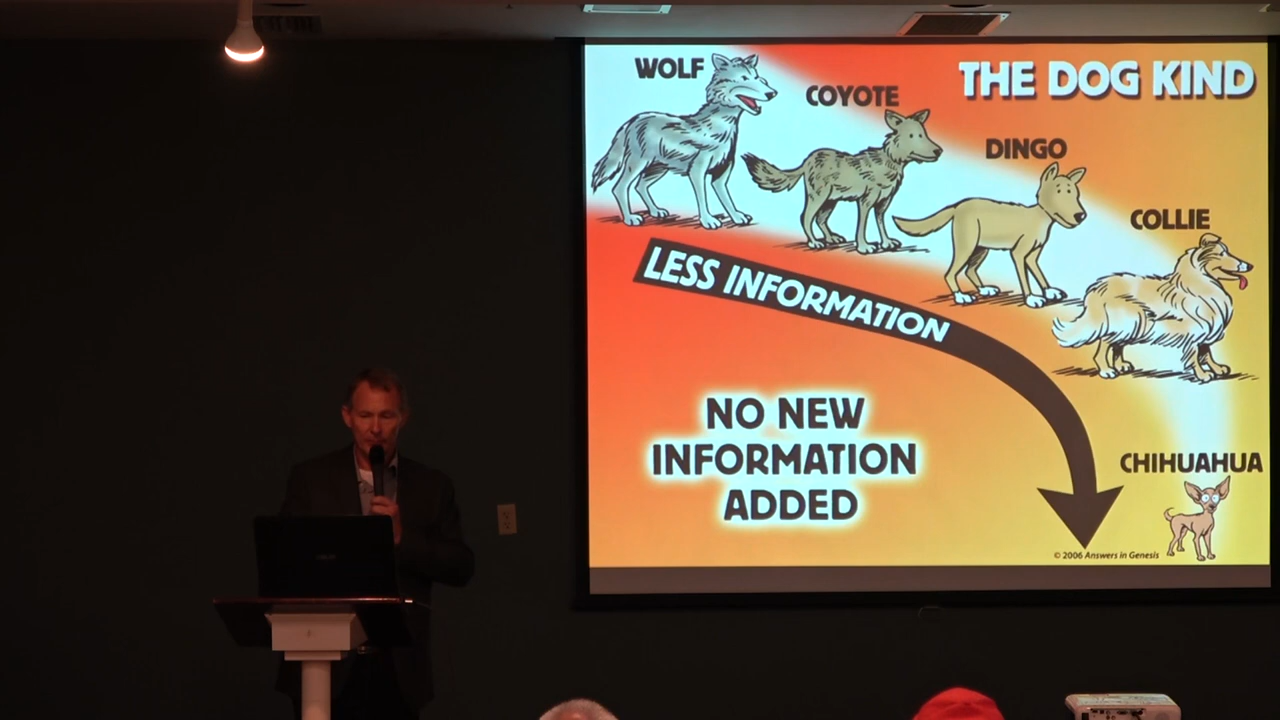 THE DOG KIND
WOLF
COYOTE
DINGO
COLLIE
LESS INFORMATION
NO NEW
INFORMATION
ADDED
CHIHUAHUA
© 2006 Answers in Genesis